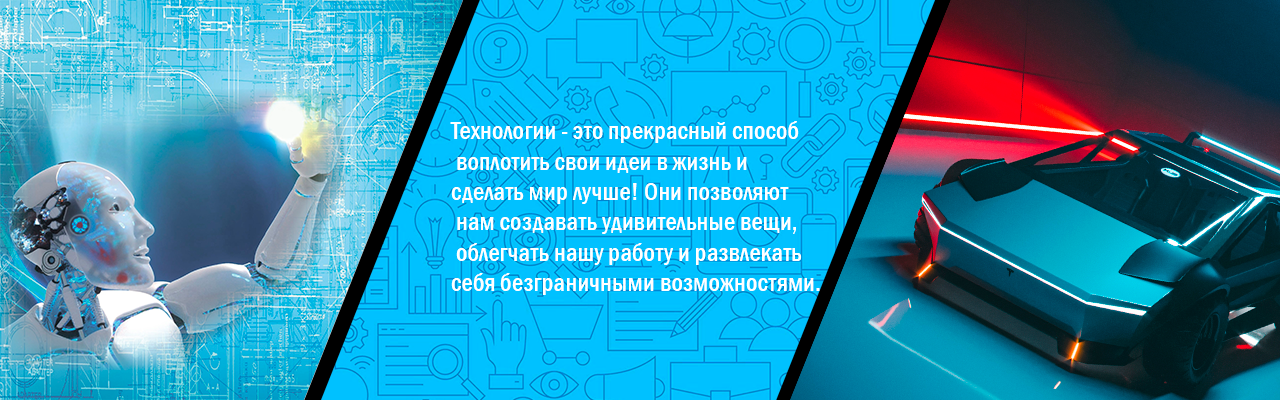 Технологии - это прекрасный способ
воплотить свои идеи в жизнь и
сделать мир лучше! Они позволяют
нам создавать удивительные вещи,
облегчать нашу работу и развлекать
себя безграничными возможностями.